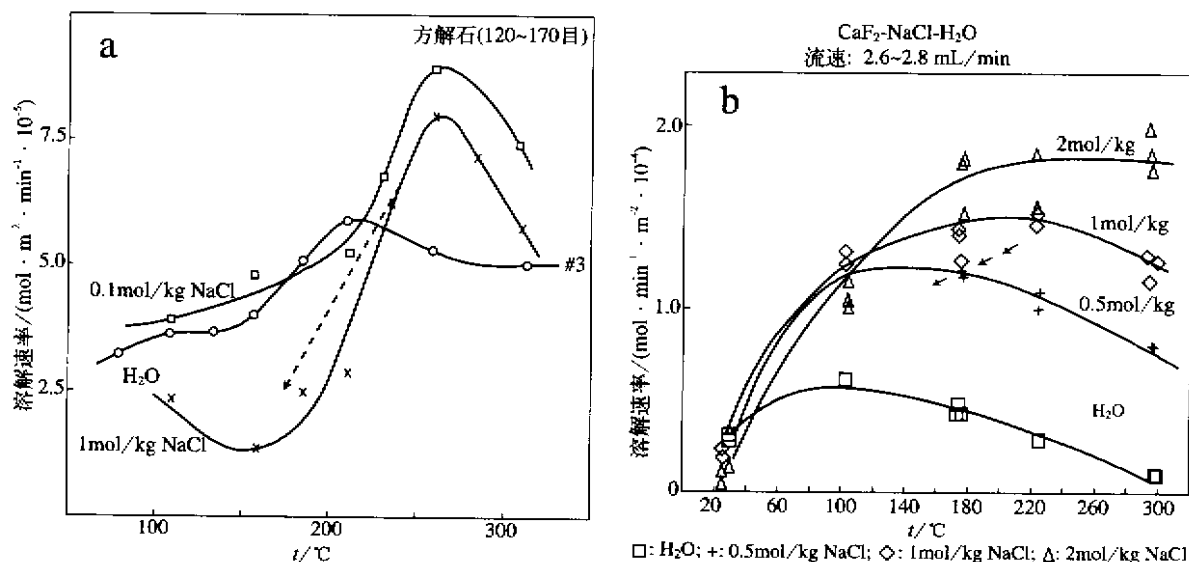 a
方解石(120~170目)
溶解速率/(mol · m⁻² · min⁻¹ · 10⁻⁵)
7.5
5.0
2.5
0.1mol/kg NaCl
H₂O
1mol/kg NaCl
#3
100
200
300
t/℃
CaF₂-NaCl-H₂O
流速: 2.6~2.8 mL/min
b
溶解速率/(mol · min⁻¹ · m⁻² · 10⁻⁴)
2.0
1.0
0
2mol/kg
1mol/kg
0.5mol/kg
H₂O
20 60 100 140 180 220 260 300
t/℃
□: H₂O; +: 0.5mol/kg NaCl; ◇: 1mol/kg NaCl; △: 2mol/kg NaCl